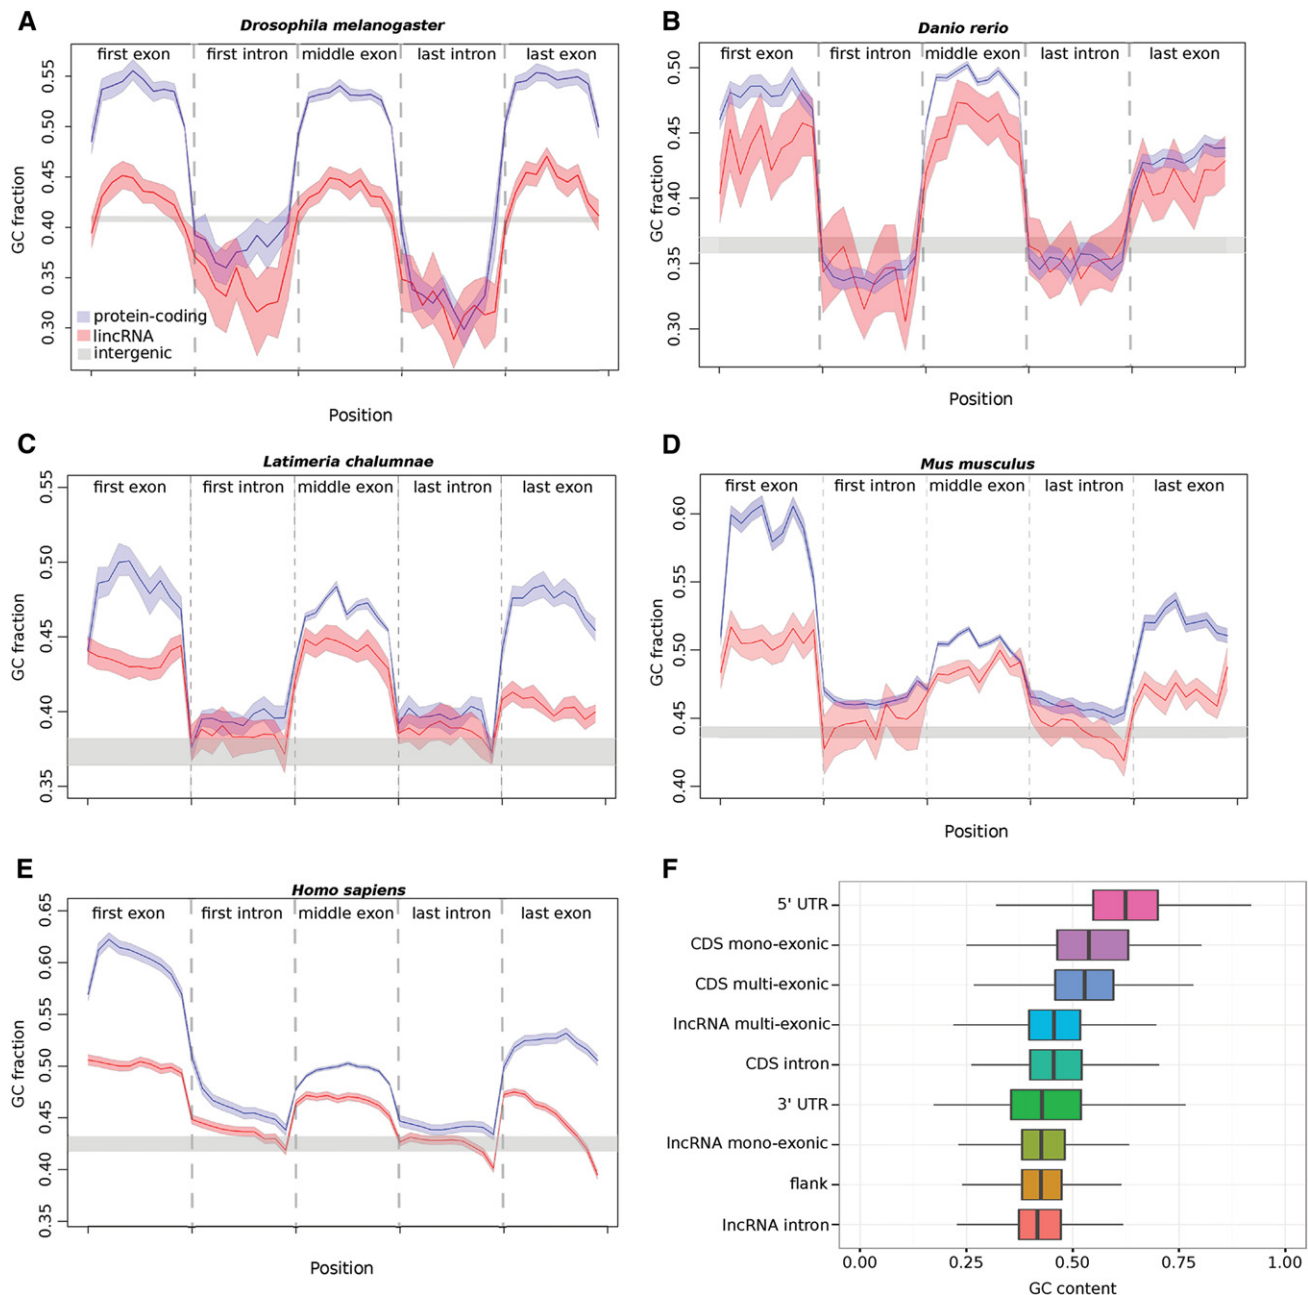 A
Drosophila melanogaster
first exon first intron middle exon last intron last exon
0.55
0.50
0.45
0.40
0.35
0.30
GC fraction
protein-coding
lincRNA
intergenic
Position
B
Danio rerio
first exon first intron middle exon last intron last exon
0.50
0.45
0.40
0.35
0.30
GC fraction
Position
C
Latimeria chalumnae
first exon first intron middle exon last intron last exon
0.55
0.50
0.45
0.40
0.35
GC fraction
D
Mus musculus
first exon first intron middle exon last intron last exon
0.60
0.55
0.50
0.45
0.40
GC fraction
Position
E
Homo sapiens
first exon first intron middle exon last intron last exon
0.65
0.60
0.55
0.50
0.45
0.40
0.35
GC fraction
Position
F
5' UTR
CDS mono-exonic
CDS multi-exonic
lncRNA multi-exonic
CDS intron
3' UTR
lncRNA mono-exonic
flank
lncRNA intron
0.00 0.25 0.50 0.75 1.00
GC content